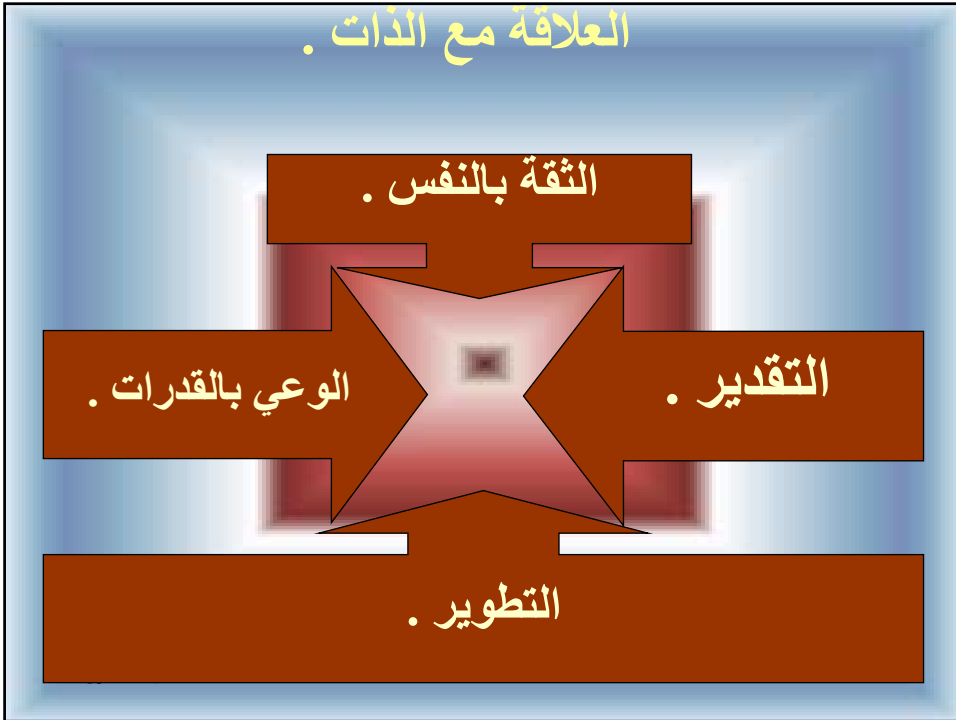 العلاقة مع الذات .
الثقة بالنفس .
التقدير .
الوعي بالقدرات .
التطوير .